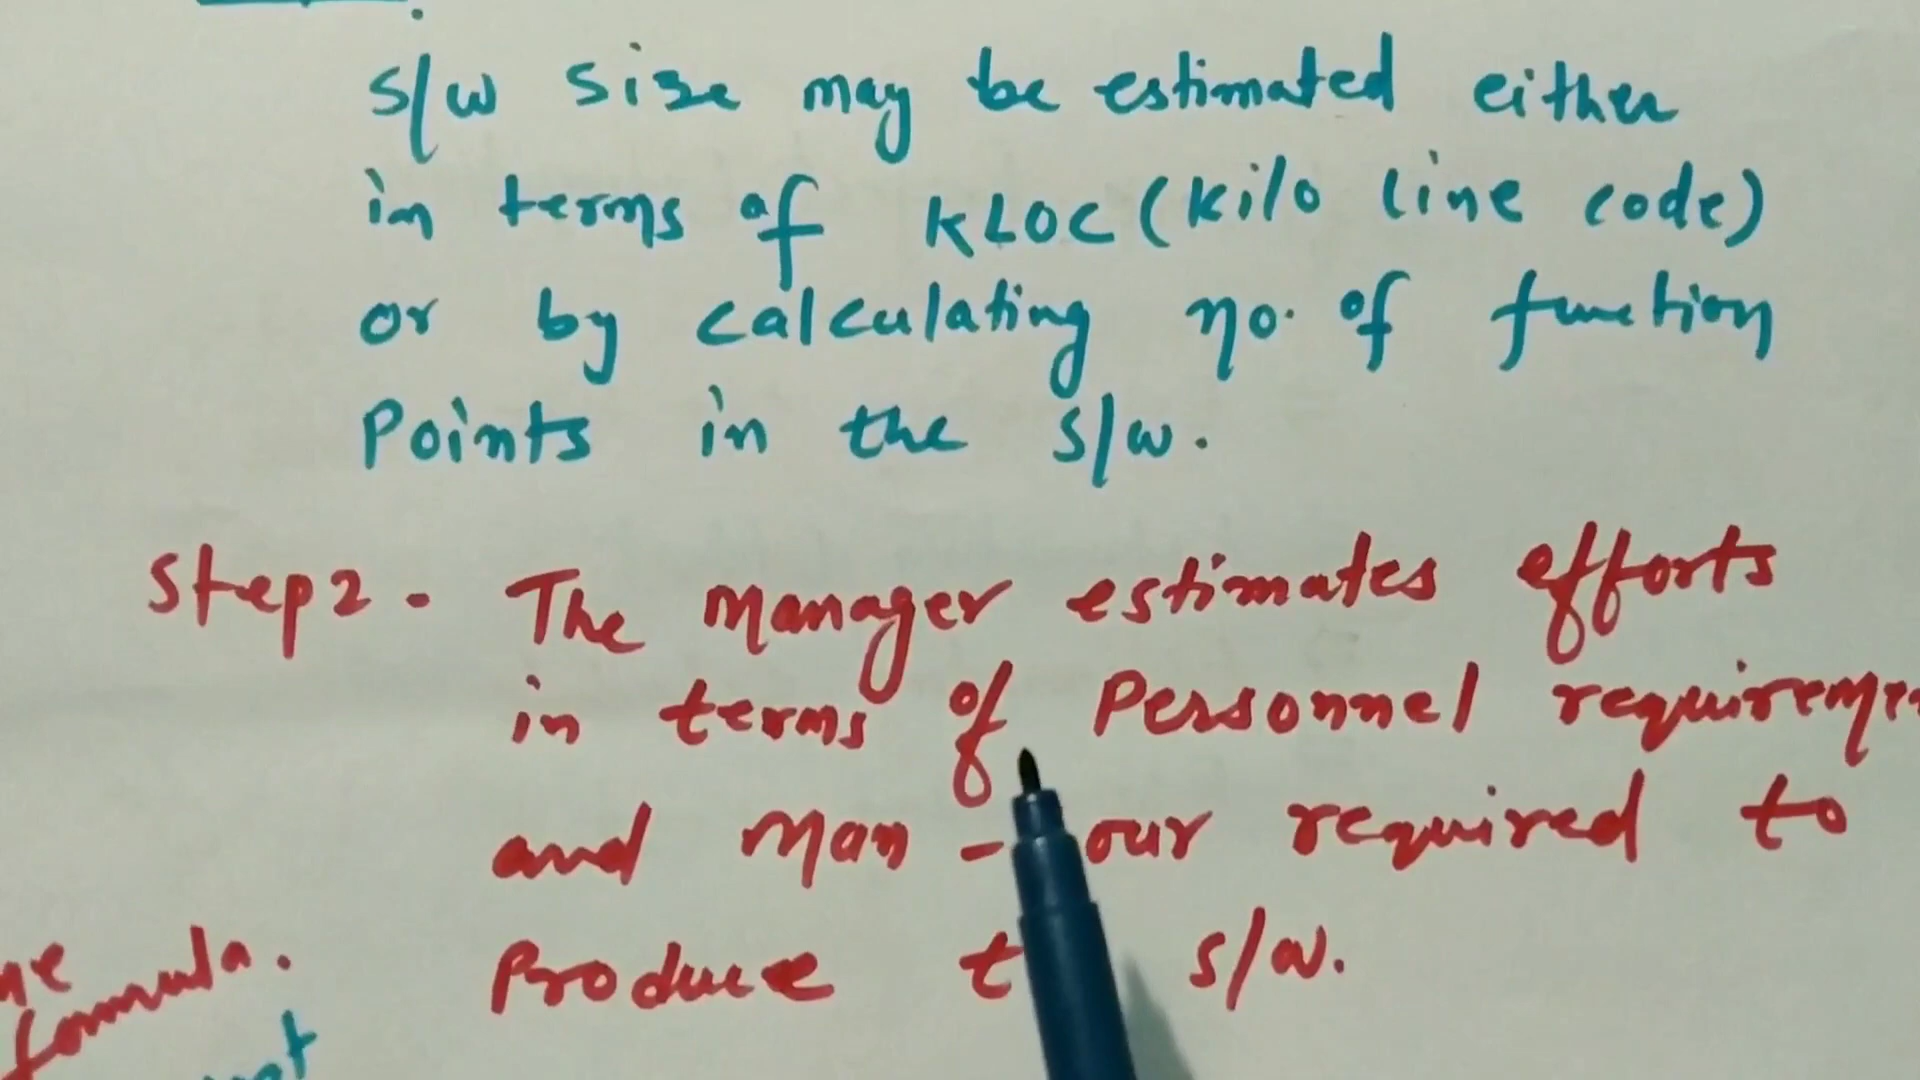 s/w size may be estimated either
in terms of KLOC (kilo line code)
or by calculating no. of function
Points in the s/w.
Step 2. The manager estimates efforts
in terms of Personnel requiremen
and Man - our required to
Produce t s/w.
formula.